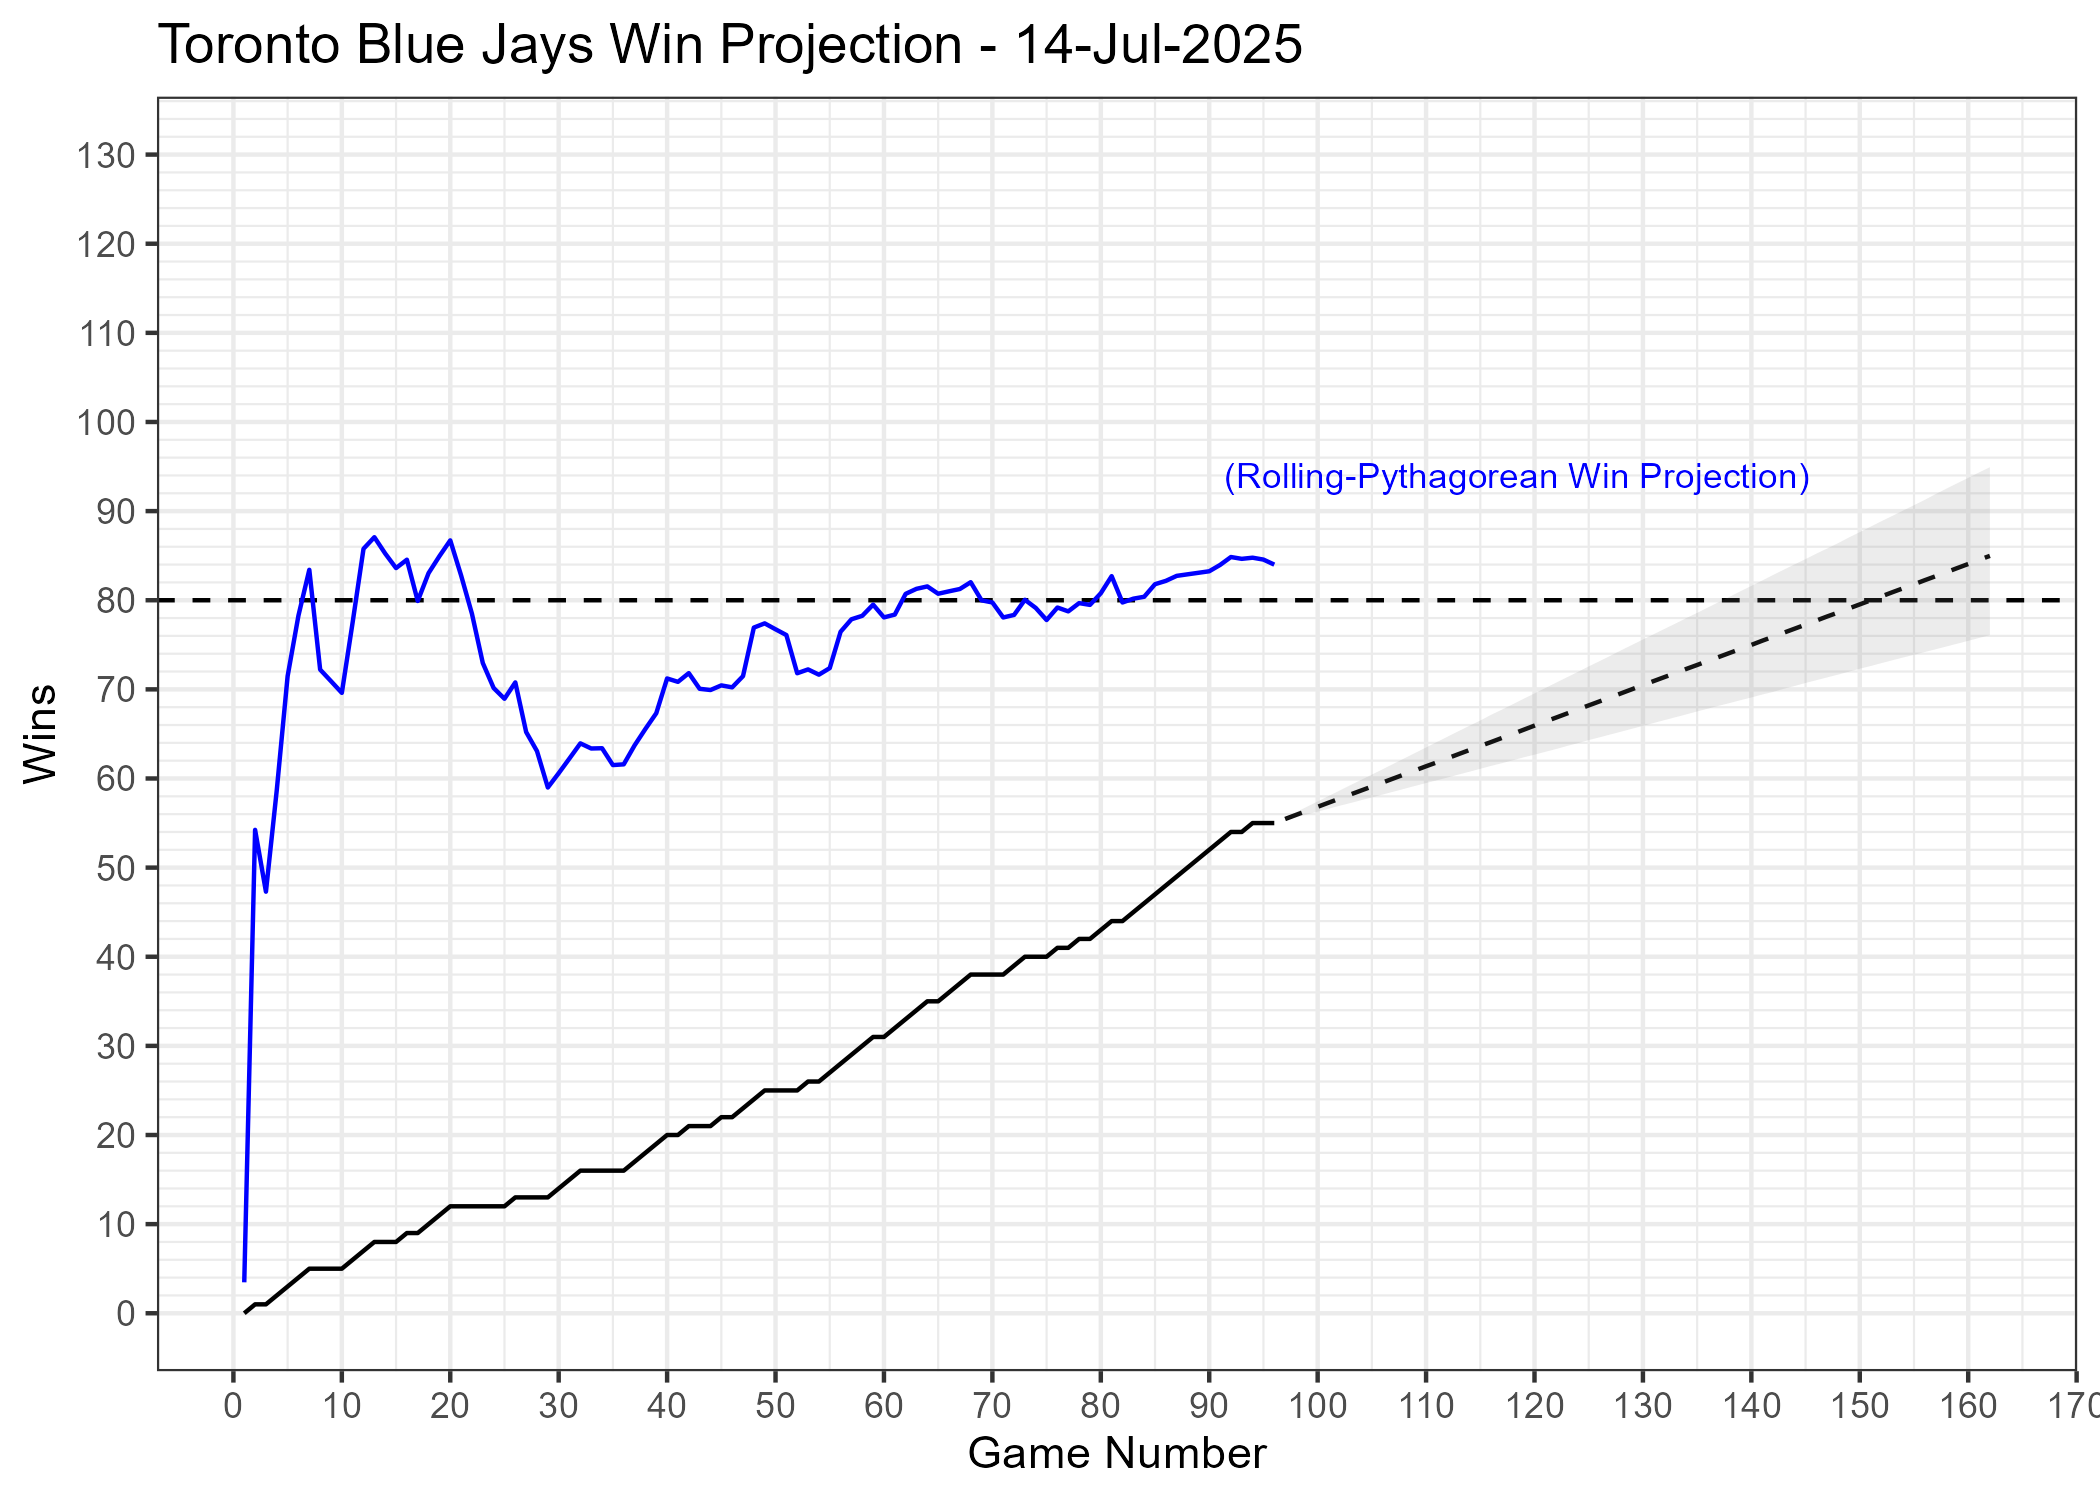 Toronto Blue Jays Win Projection - 14-Jul-2025
130
120
110
100
(Rolling-Pythagorean Win Projection)
90
80
70
Wins
60
50
40
30
20
10
0
0 10 20 30 40 50 60 70 80 90 100 110 120 130 140 150 160 170
Game Number